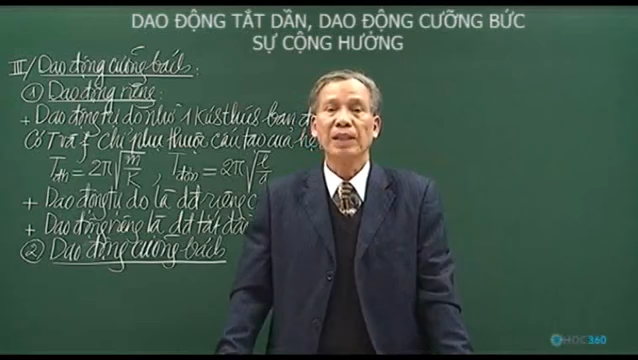 DAO ĐỘNG TẮT DẦN, DAO ĐỘNG CƯỠNG BỨC
SỰ CỘNG HƯỞNG
III/ Dao động cưỡng bách:
① Dao động riêng:
+ Dao động tự do nhờ 1 kích thích ban
Có T và f chỉ phụ thuộc cấu tạo của hệ
T = 2π√(m/K), T = 2π√(l/g)
+ Dao động tự do là dđ riêng
+ Dao động riêng là dđ tắt
② Dao động cưỡng bách
HOC360